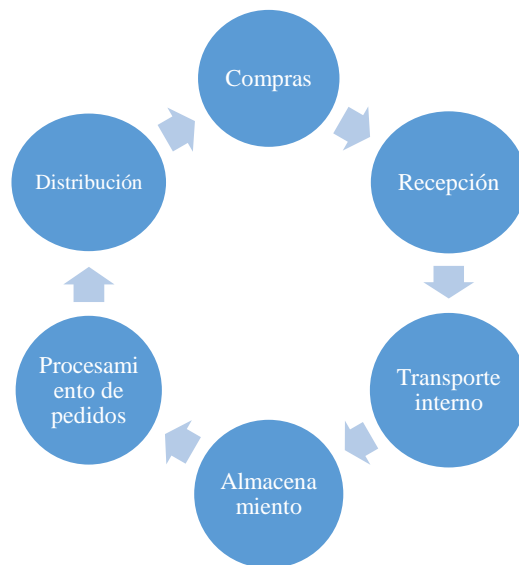 Compras
Recepción
Transporte
interno
Almacena
miento
Procesami
ento de
pedidos
Distribución